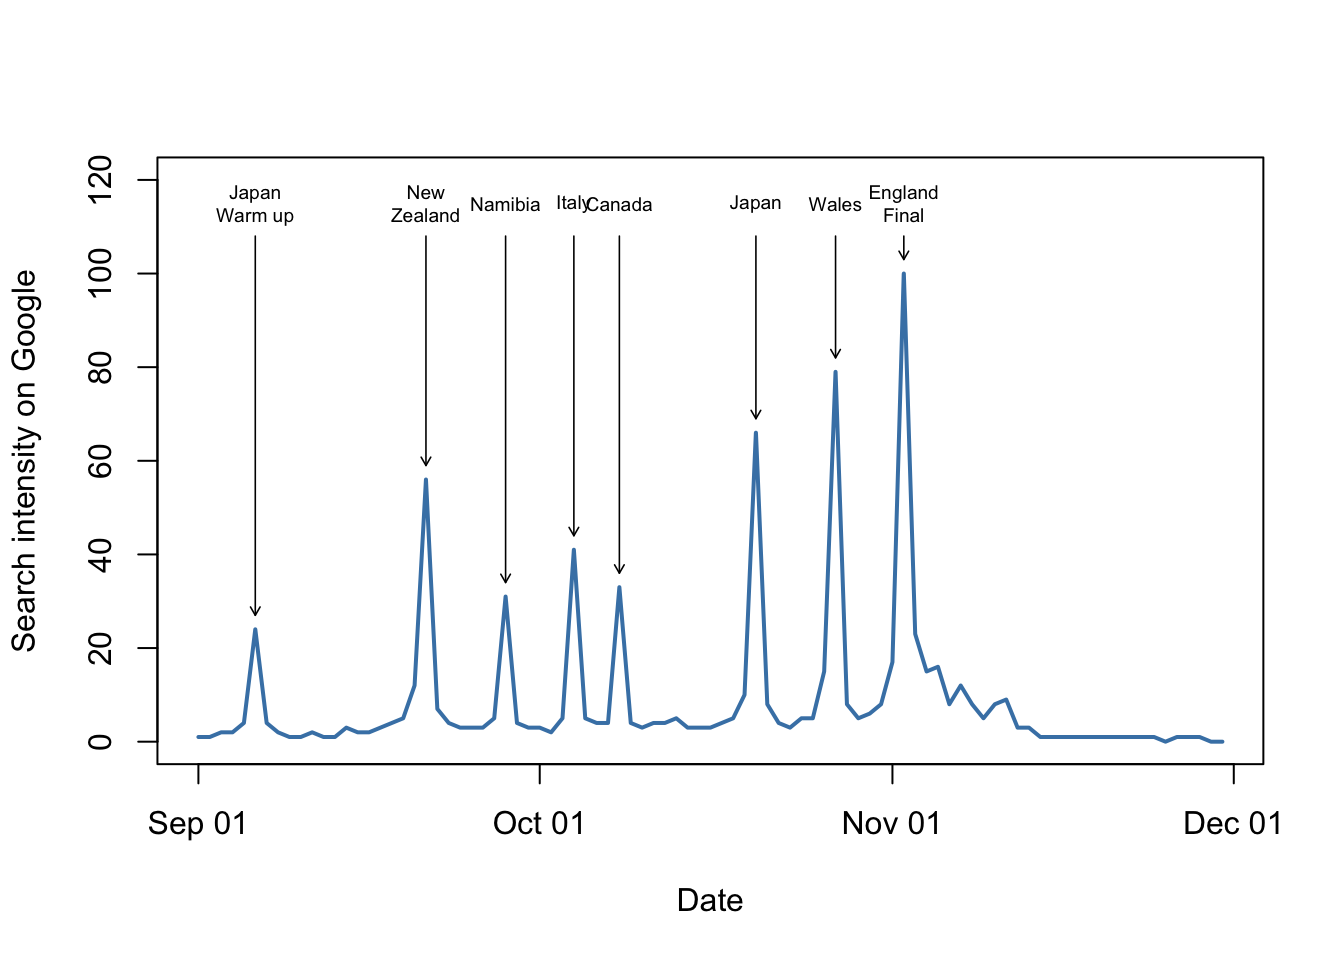 Search intensity on Google
120
100
80
60
40
20
0
Japan
Warm up
New
Zealand
Namibia
Italy
Canada
Japan
Wales
England
Final
Sep 01
Oct 01
Nov 01
Dec 01
Date